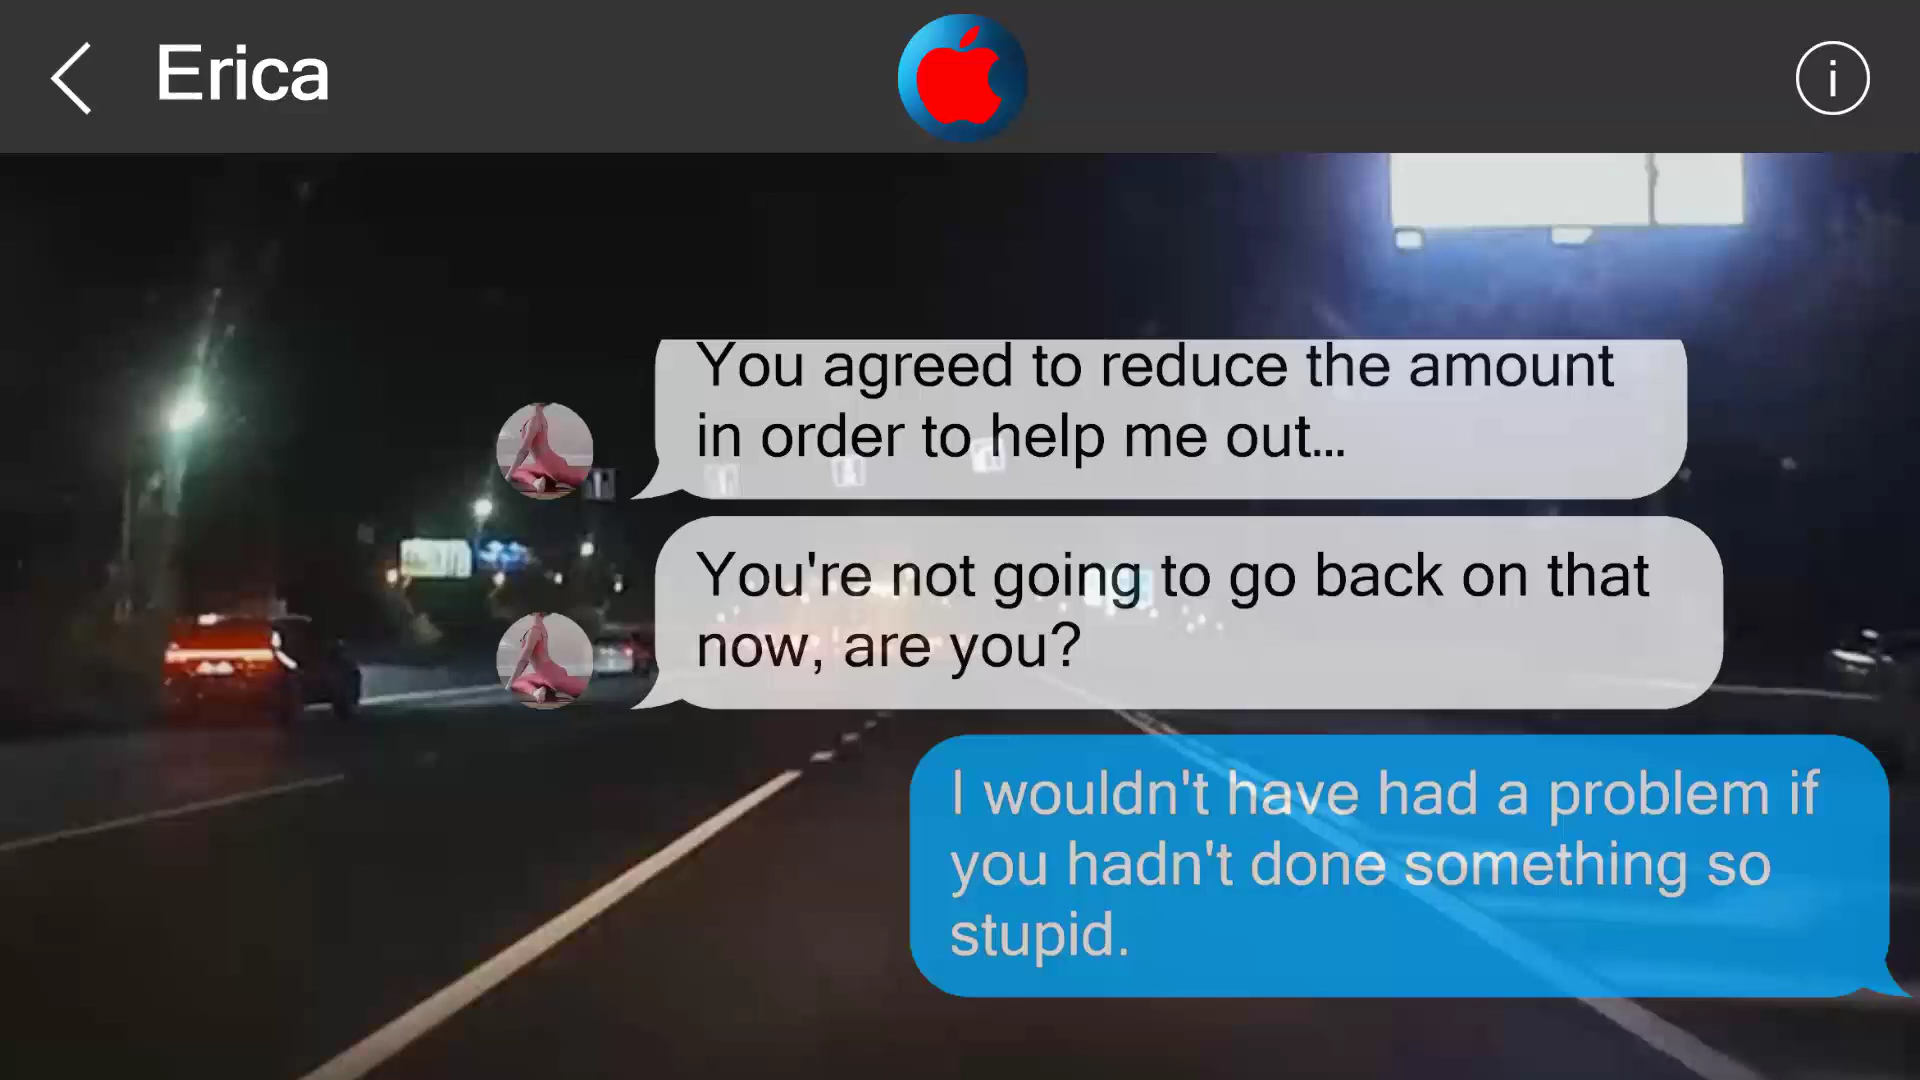 Erica
You agreed to reduce the amount
in order to help me out...
You're not going to go back on that
now, are you?
I wouldn't have had a problem if
you hadn't done something so
stupid.